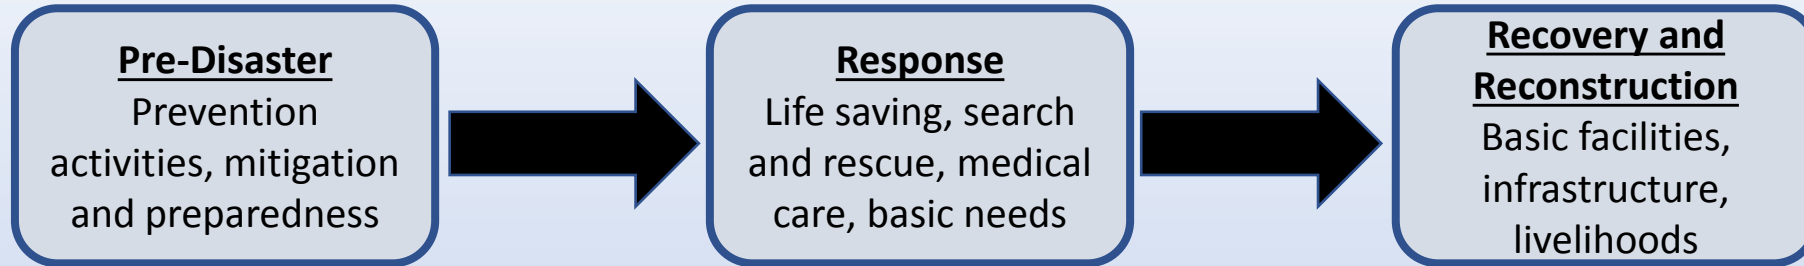 Pre-Disaster
Prevention
activities, mitigation
and preparedness
Response
Life saving, search
and rescue, medical
care, basic needs
Recovery and
Reconstruction
Basic facilities,
infrastructure,
livelihoods